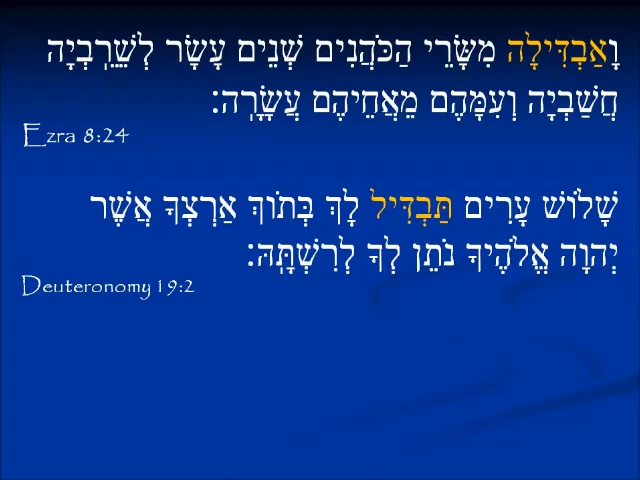 וָאַבְדִּילָה מִשָּׂרֵי הַכֹּהֲנִים שְׁנֵים עָשָׂר לְשֵׁרֵבְיָה
חֲשַׁבְיָה וְעִמָּהֶם מֵאֲחֵיהֶם עֲשָׂרָה׃
Ezra 8:24
שָׁלוֹשׁ עָרִים תַּבְדִּיל לָךְ בְּתוֹךְ אַרְצְךָ אֲשֶׁר
יְהוָה אֱלֹהֶיךָ נֹתֵן לְךָ לְרִשְׁתָּהּ׃
Deuteronomy 19:2